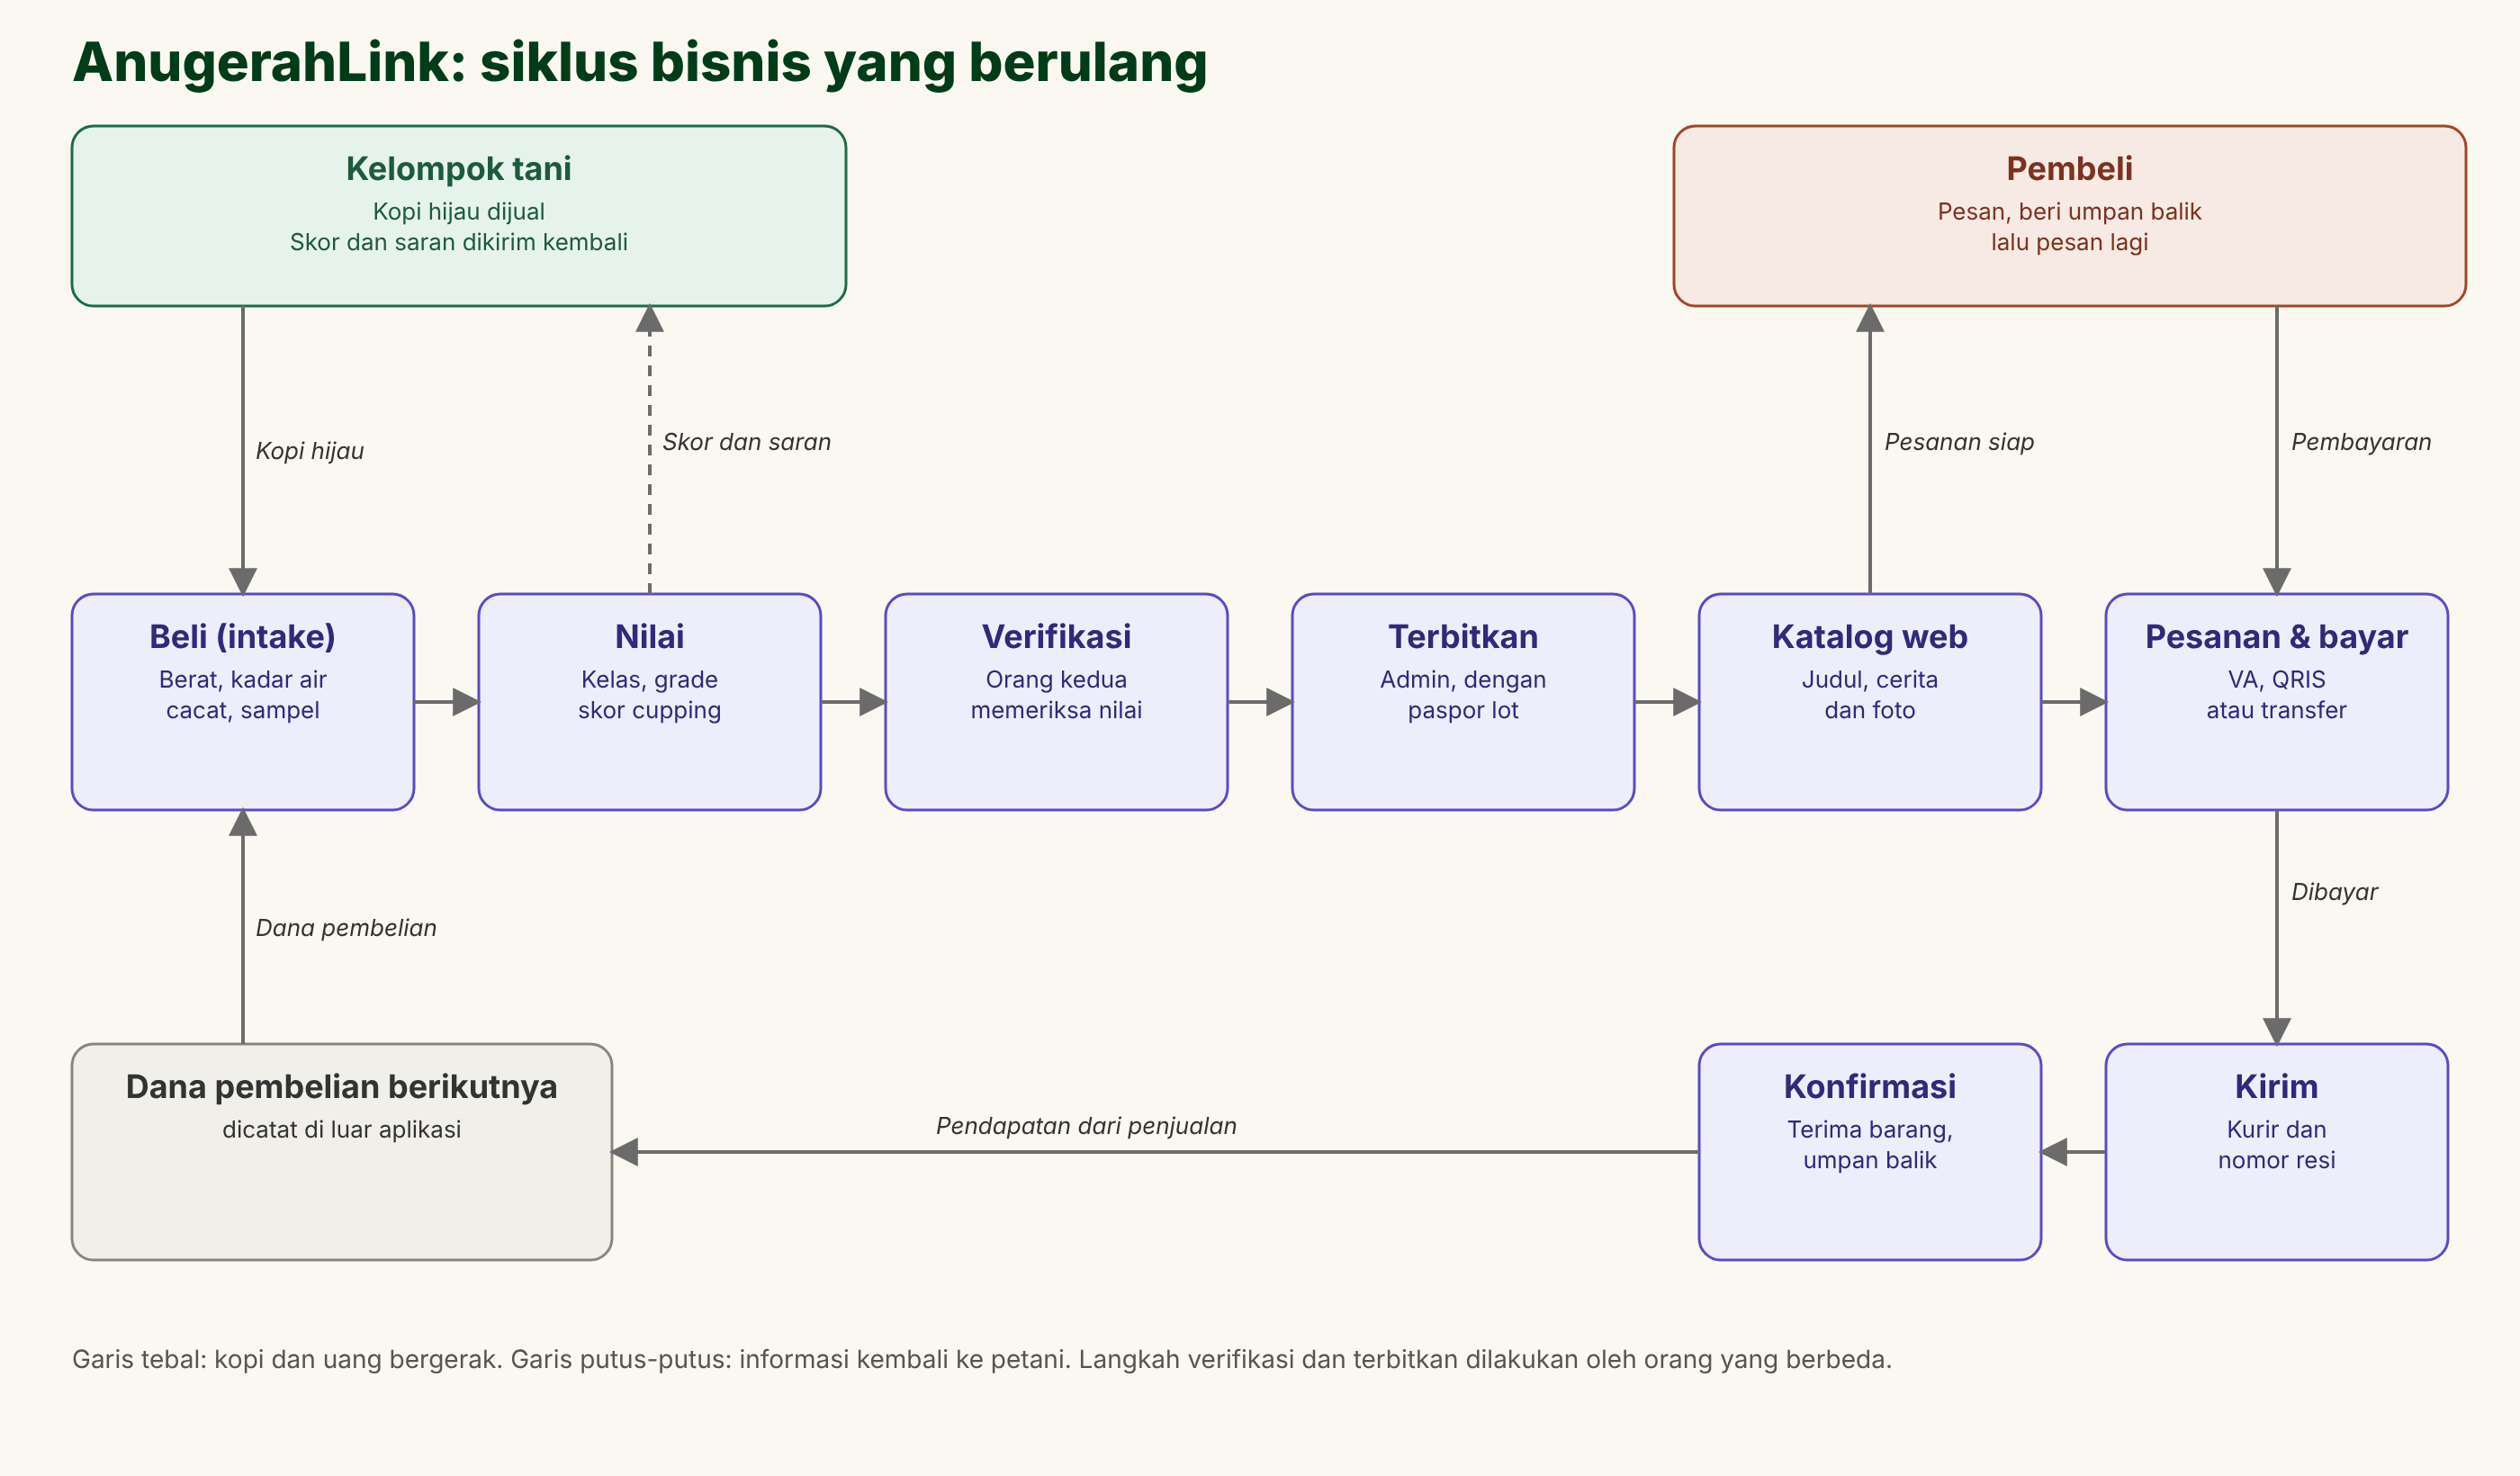 AnugerahLink: siklus bisnis yang berulang
Kelompok tani
Kopi hijau dijual
Skor dan saran dikirim kembali
Pembeli
Pesan, beri umpan balik
lalu pesan lagi
Kopi hijau
Skor dan saran
Pesanan siap
Pembayaran
Beli (intake)
Berat, kadar air
cacat, sampel
Nilai
Kelas, grade
skor cupping
Verifikasi
Orang kedua
memeriksa nilai
Terbitkan
Admin, dengan
paspor lot
Katalog web
Judul, cerita
dan foto
Pesanan & bayar
VA, QRIS
atau transfer
Dana pembelian
Dibayar
Dana pembelian berikutnya
dicatat di luar aplikasi
Pendapatan dari penjualan
Konfirmasi
Terima barang,
umpan balik
Kirim
Kurir dan
nomor resi
Garis tebal: kopi dan uang bergerak. Garis putus-putus: informasi kembali ke petani. Langkah verifikasi dan terbitkan dilakukan oleh orang yang berbeda.